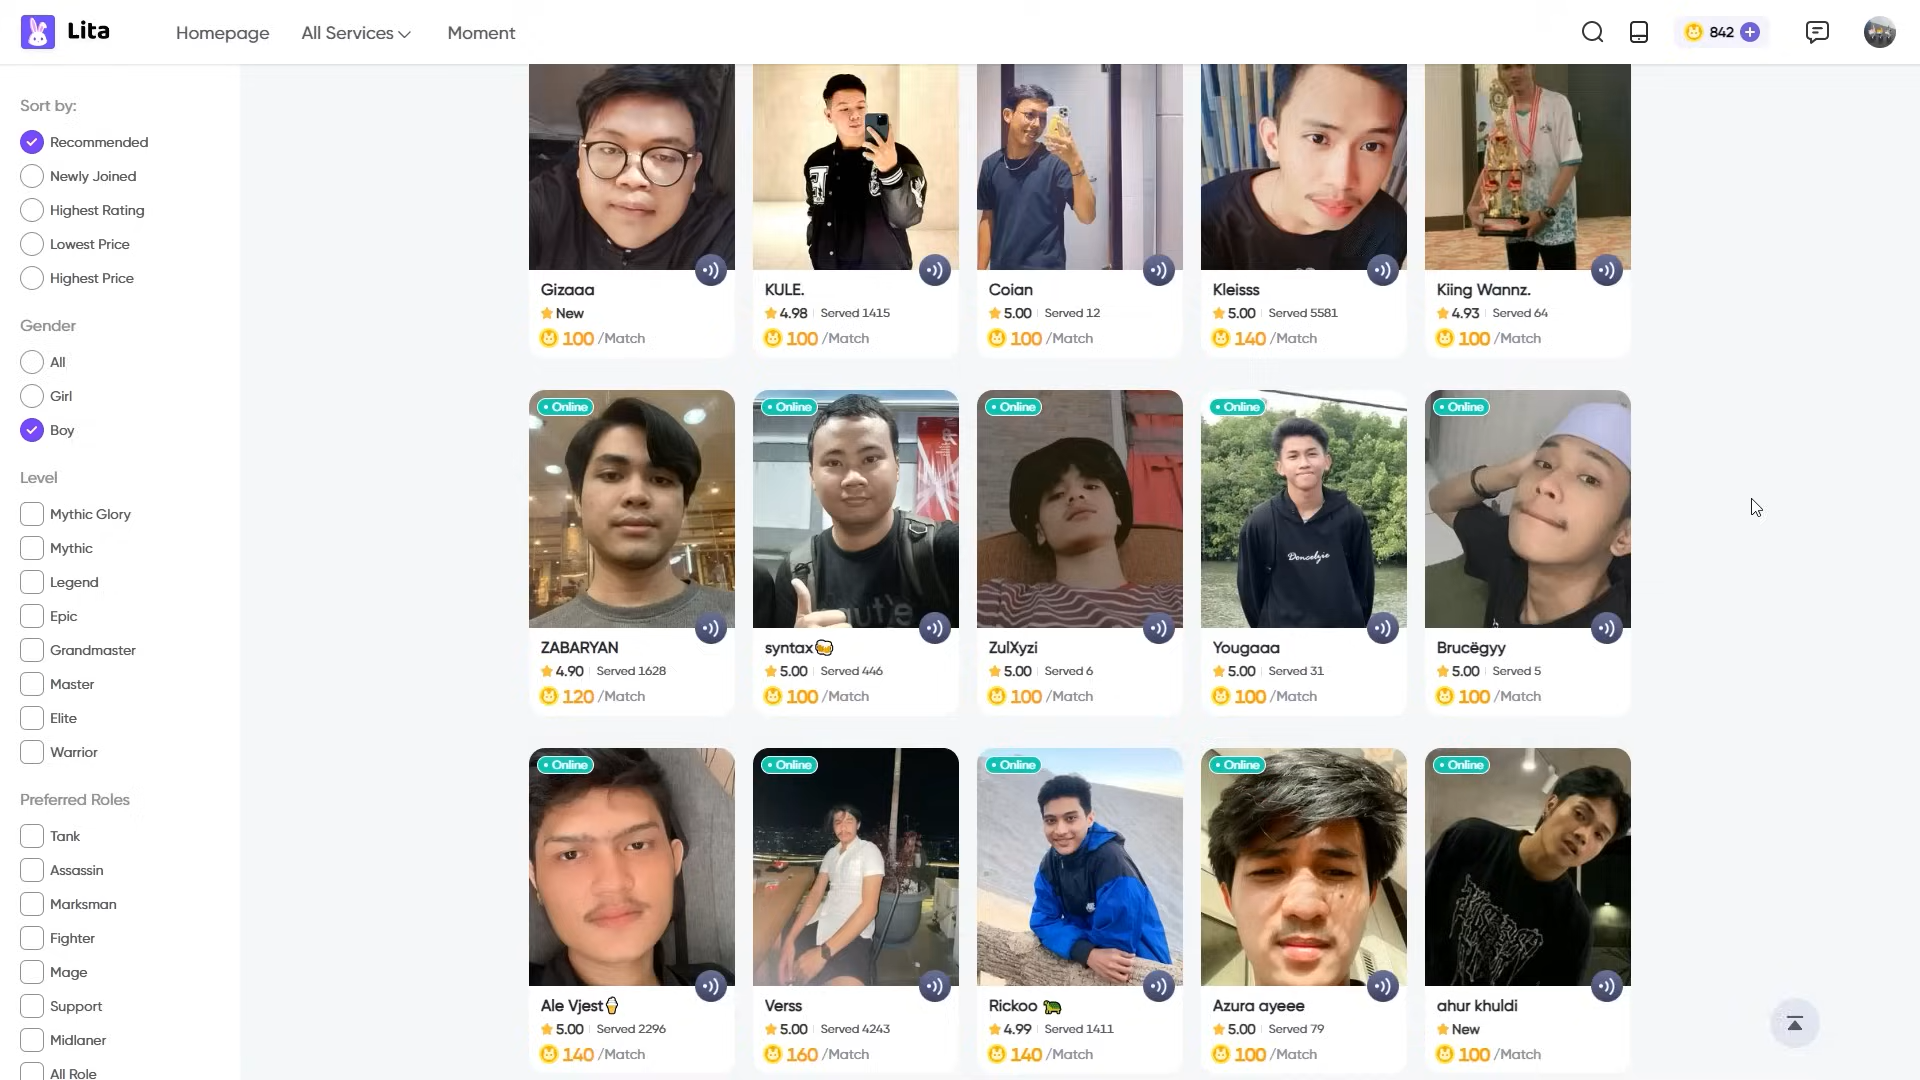 Lita
Homepage
All Services
Moment
842
Sort by:
Recommended
Newly Joined
Highest Rating
Lowest Price
Highest Price
Gender
All
Girl
Boy
Level
Mythic Glory
Mythic
Legend
Epic
Grandmaster
Master
Elite
Warrior
Preferred Roles
Tank
Assassin
Marksman
Fighter
Mage
Support
Midlaner
All Role
Gizaaa
New
100 /Match
KULE.
4.98 Served 1415
100 /Match
Coian
5.00 Served 12
100 /Match
Kleisss
5.00 Served 5581
140 /Match
Kiing Wannz.
4.93 Served 64
100 /Match
Online
ZABARYAN
4.90 Served 1628
120 /Match
Online
syntax🍻
5.00 Served 446
100 /Match
Online
ZulXyzi
5.00 Served 6
100 /Match
Online
Dencelzie
Yougaaa
5.00 Served 31
100 /Match
Online
Brucëgyy
5.00 Served 5
100 /Match
Online
Ale Vjest🍦
5.00 Served 2296
140 /Match
Online
Verss
5.00 Served 4243
160 /Match
Online
Rickoo 🐢
4.99 Served 1411
140 /Match
Online
Azura ayeee
5.00 Served 79
100 /Match
Online
ahur khuldi
New
100 /Match